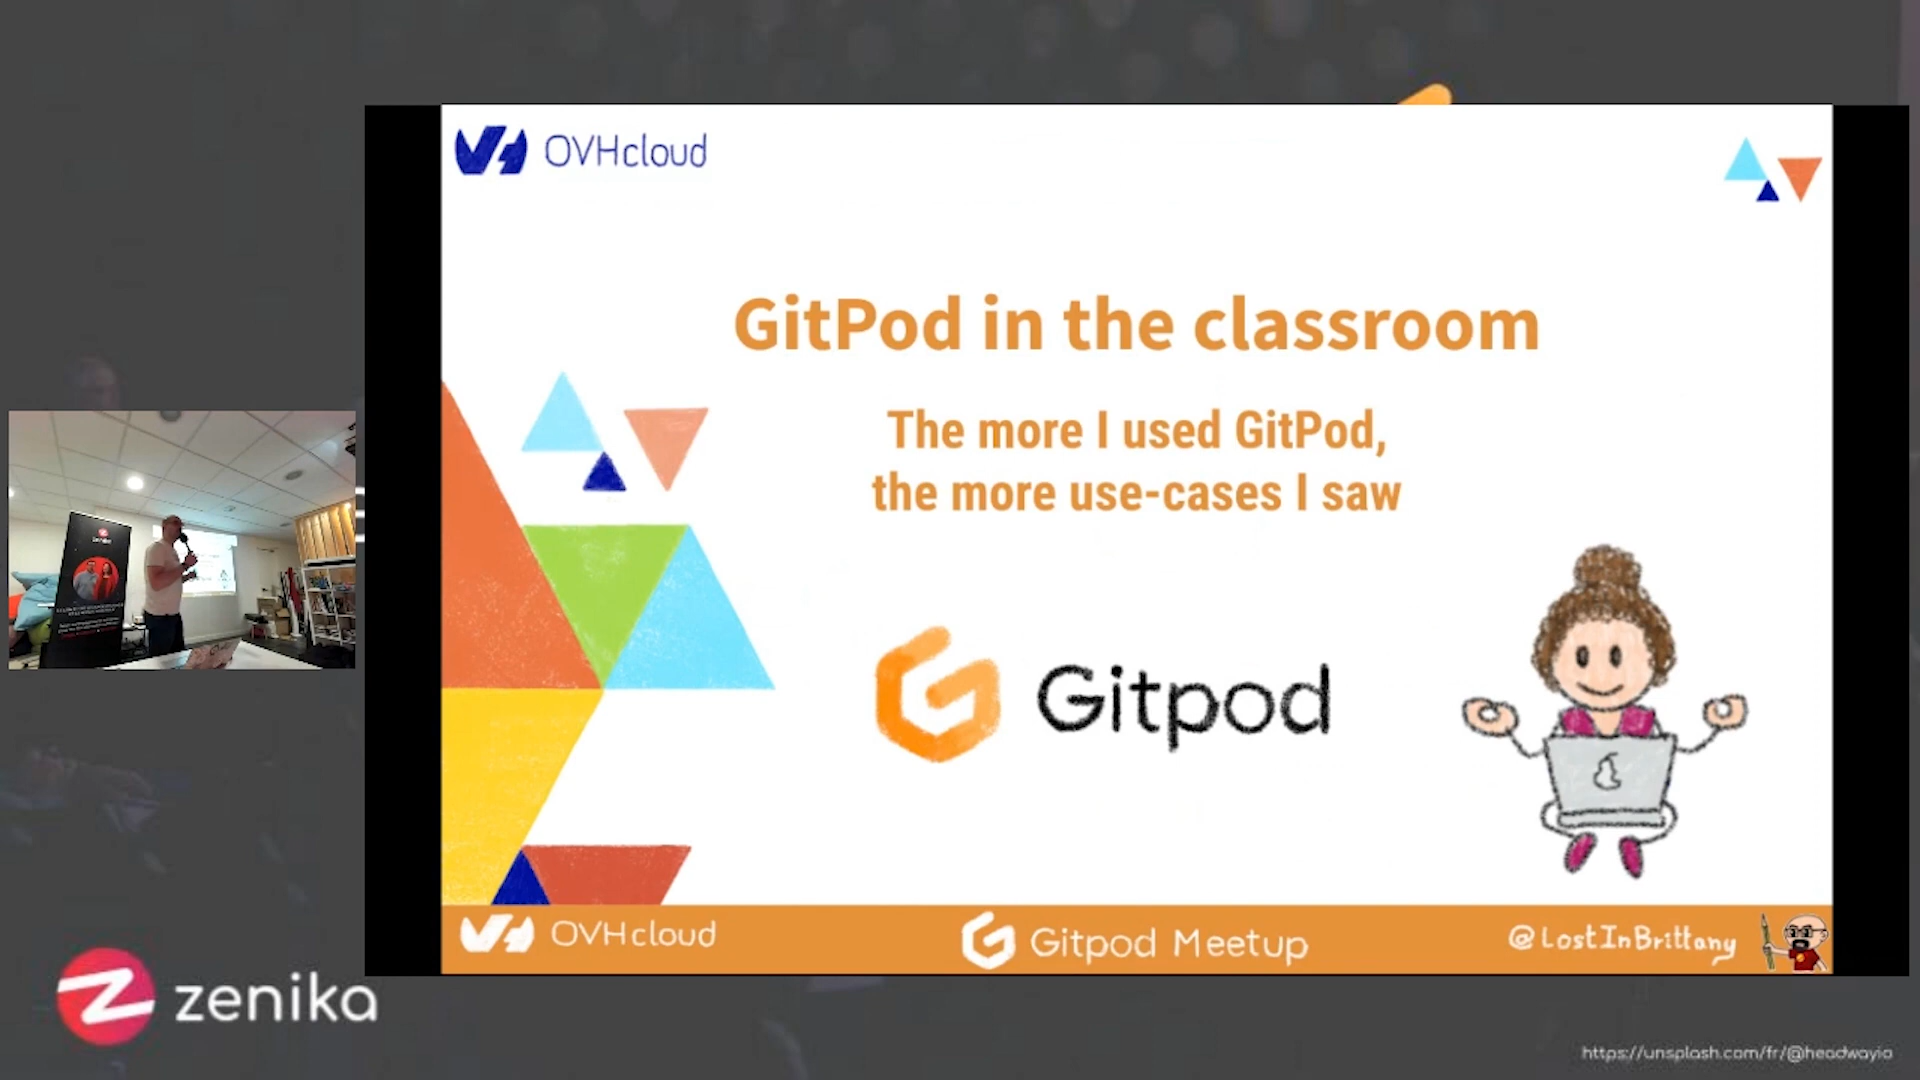 OVHcloud
GitPod in the classroom
The more I used GitPod,
the more use-cases I saw
Gitpod
OVHcloud
Gitpod Meetup
@LostInBrittany
zenika
zenika
https://unsplash.com/fr/@headwayio